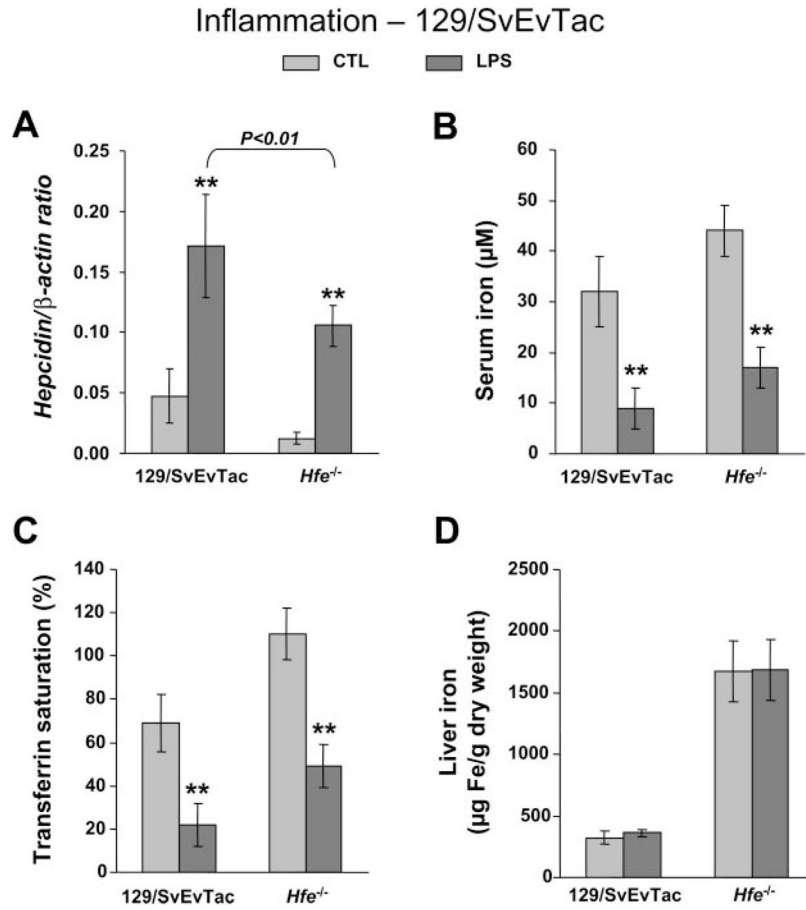 Inflammation – 129/SvEvTac
CTL LPS
A
P<0.01
Hepcidin/β-actin ratio
0.25
0.20
0.15
0.10
0.05
0.00
**
**
129/SvEvTac Hfe-/-
B
Serum iron (µM)
60
50
40
30
20
10
0
**
**
129/SvEvTac Hfe-/-
C
Transferrin saturation (%)
140
120
100
80
60
40
20
0
**
**
129/SvEvTac Hfe-/-
D
Liver iron
(µg Fe/g dry weight)
2500
2000
1500
1000
500
0
129/SvEvTac Hfe-/-